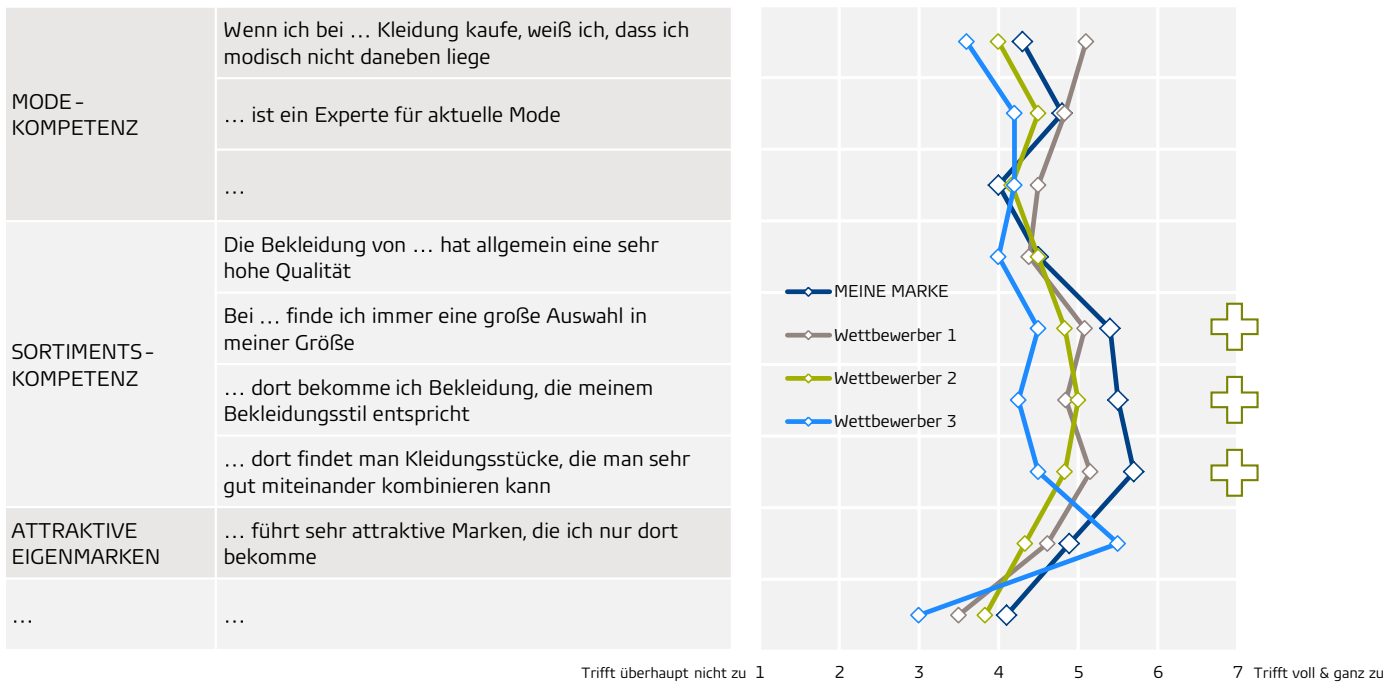 MODE-
KOMPETENZ
Wenn ich bei … Kleidung kaufe, weiß ich, dass ich
modisch nicht daneben liege
… ist ein Experte für aktuelle Mode
…
SORTIMENTS-
KOMPETENZ
Die Bekleidung von … hat allgemein eine sehr
hohe Qualität
Bei … finde ich immer eine große Auswahl in
meiner Größe
… dort bekomme ich Bekleidung, die meinem
Bekleidungsstil entspricht
… dort findet man Kleidungsstücke, die man sehr
gut miteinander kombinieren kann
ATTRAKTIVE
EIGENMARKEN
… führt sehr attraktive Marken, die ich nur dort
bekomme
…
…
MEINE MARKE
Wettbewerber 1
Wettbewerber 2
Wettbewerber 3
Trifft überhaupt nicht zu 1 2 3 4 5 6 7 Trifft voll & ganz zu